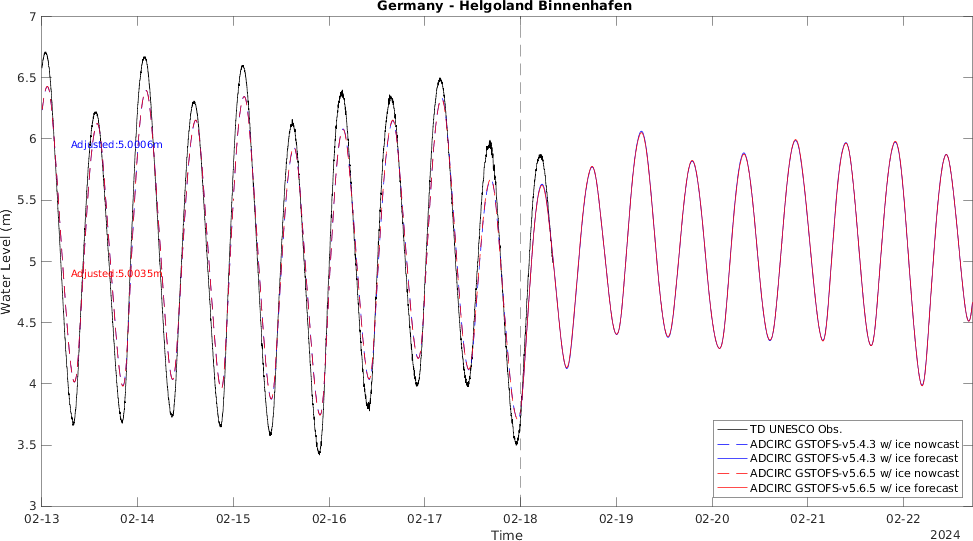 Germany - Helgoland Binnenhafen
7
6.5
6
5.5
5
4.5
4
3.5
3
Water Level (m)
Adjusted:5.0006m
Adjusted:5.0035m
TD UNESCO Obs.
ADCIRC GSTOFS-v5.4.3 w/ ice nowcast
ADCIRC GSTOFS-v5.4.3 w/ ice forecast
ADCIRC GSTOFS-v5.6.5 w/ ice nowcast
ADCIRC GSTOFS-v5.6.5 w/ ice forecast
02-13 02-14 02-15 02-16 02-17 02-18 02-19 02-20 02-21 02-22
Time
2024